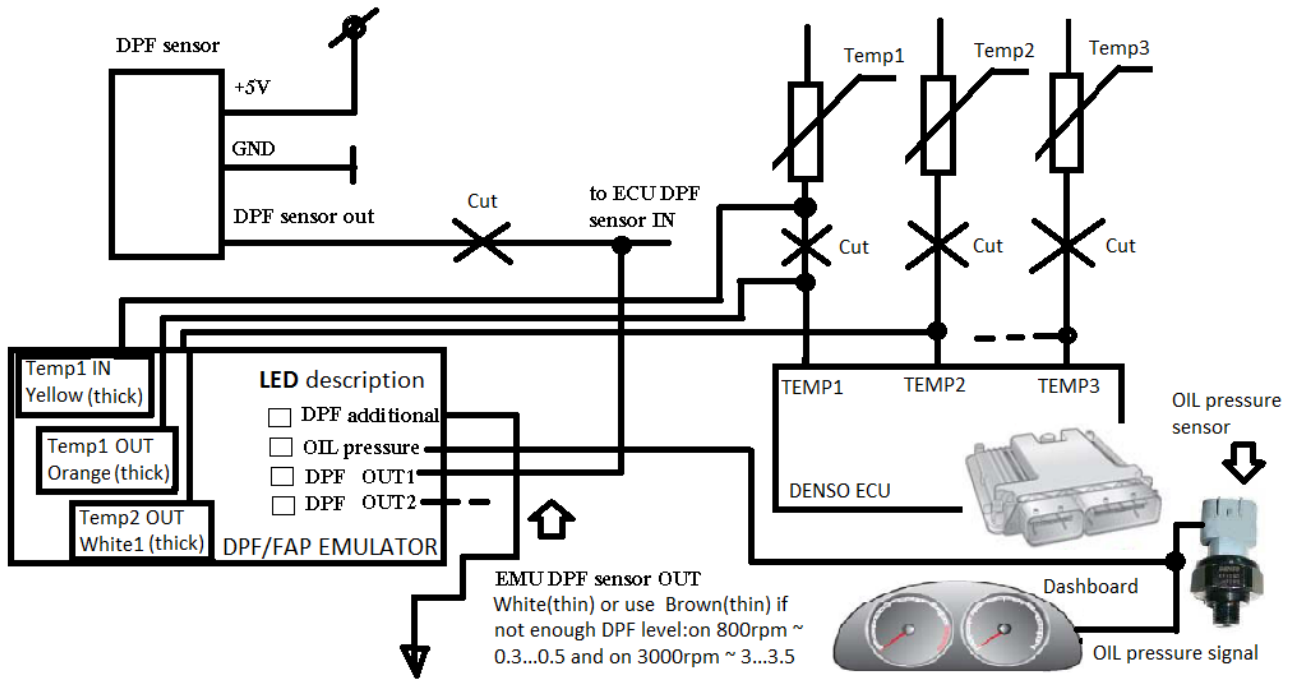 DPF sensor
+5V
GND
DPF sensor out
Cut
to ECU DPF
sensor IN
Temp1
Temp2
Temp3
Cut
Cut
Cut
Temp1 IN
Yellow (thick)
Temp1 OUT
Orange (thick)
Temp2 OUT
White1 (thick)
LED description
DPF additional
OIL pressure
DPF OUT1
DPF OUT2
DPF/FAP EMULATOR
TEMP1
TEMP2
TEMP3
DENSO ECU
OIL pressure
sensor
EMU DPF sensor OUT
White(thin) or use Brown(thin) if
not enough DPF level:on 800rpm ~
0.3...0.5 and on 3000rpm ~ 3...3.5
Dashboard
OIL pressure signal